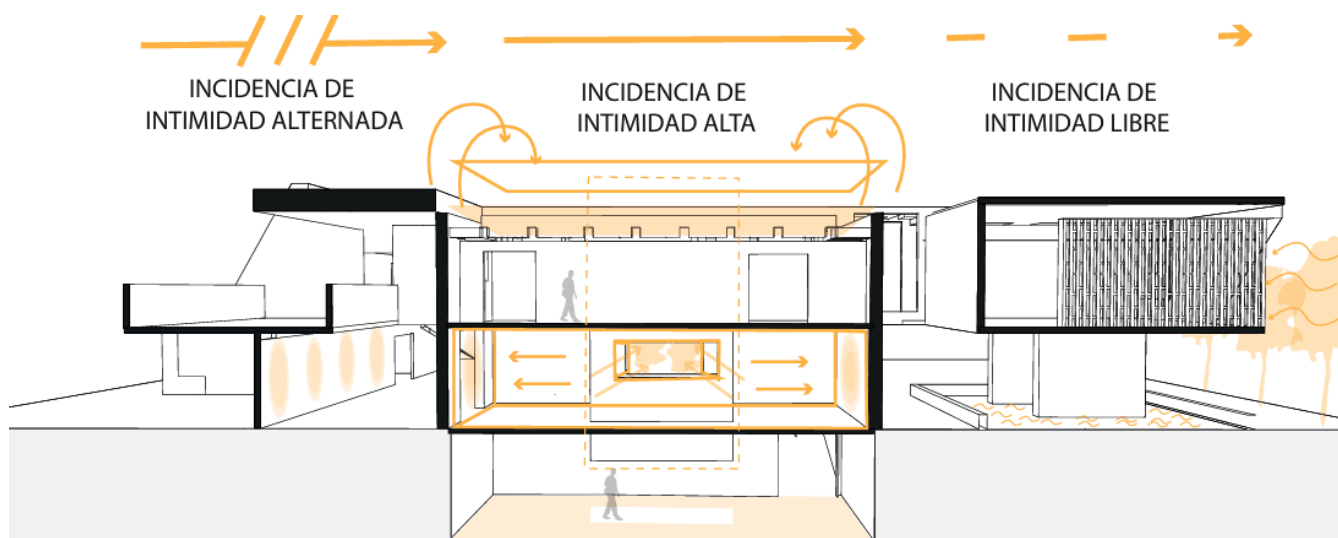 INCIDENCIA DE
INTIMIDAD ALTERNADA
INCIDENCIA DE
INTIMIDAD ALTA
INCIDENCIA DE
INTIMIDAD LIBRE